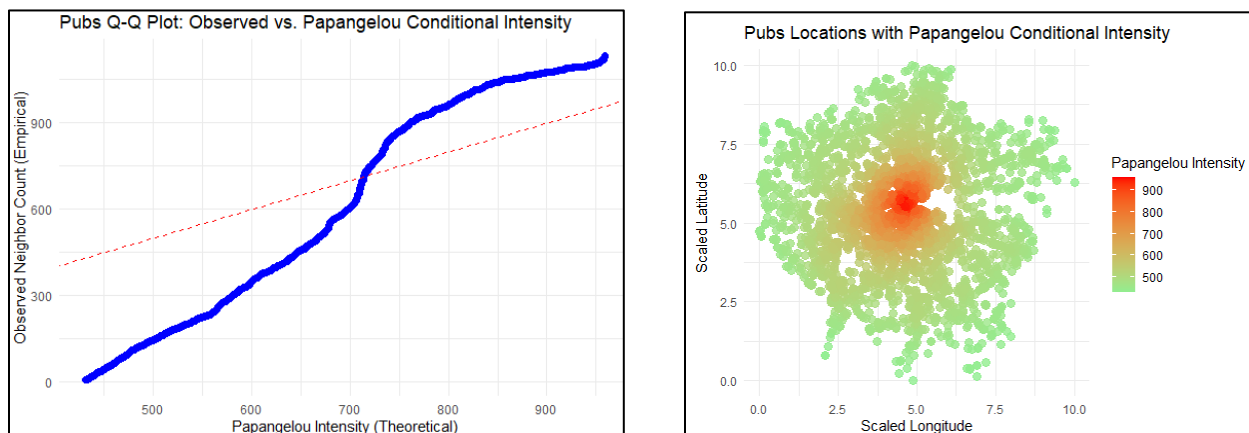 Pubs Q-Q Plot: Observed vs. Papangelou Conditional Intensity
Observed Neighbor Count (Empirical)
900
600
300
0
500 600 700 800 900
Papangelou Intensity (Theoretical)
Pubs Locations with Papangelou Conditional Intensity
Scaled Latitude
10.0
7.5
5.0
2.5
0.0
0.0 2.5 5.0 7.5 10.0
Scaled Longitude
Papangelou Intensity
900
800
700
600
500